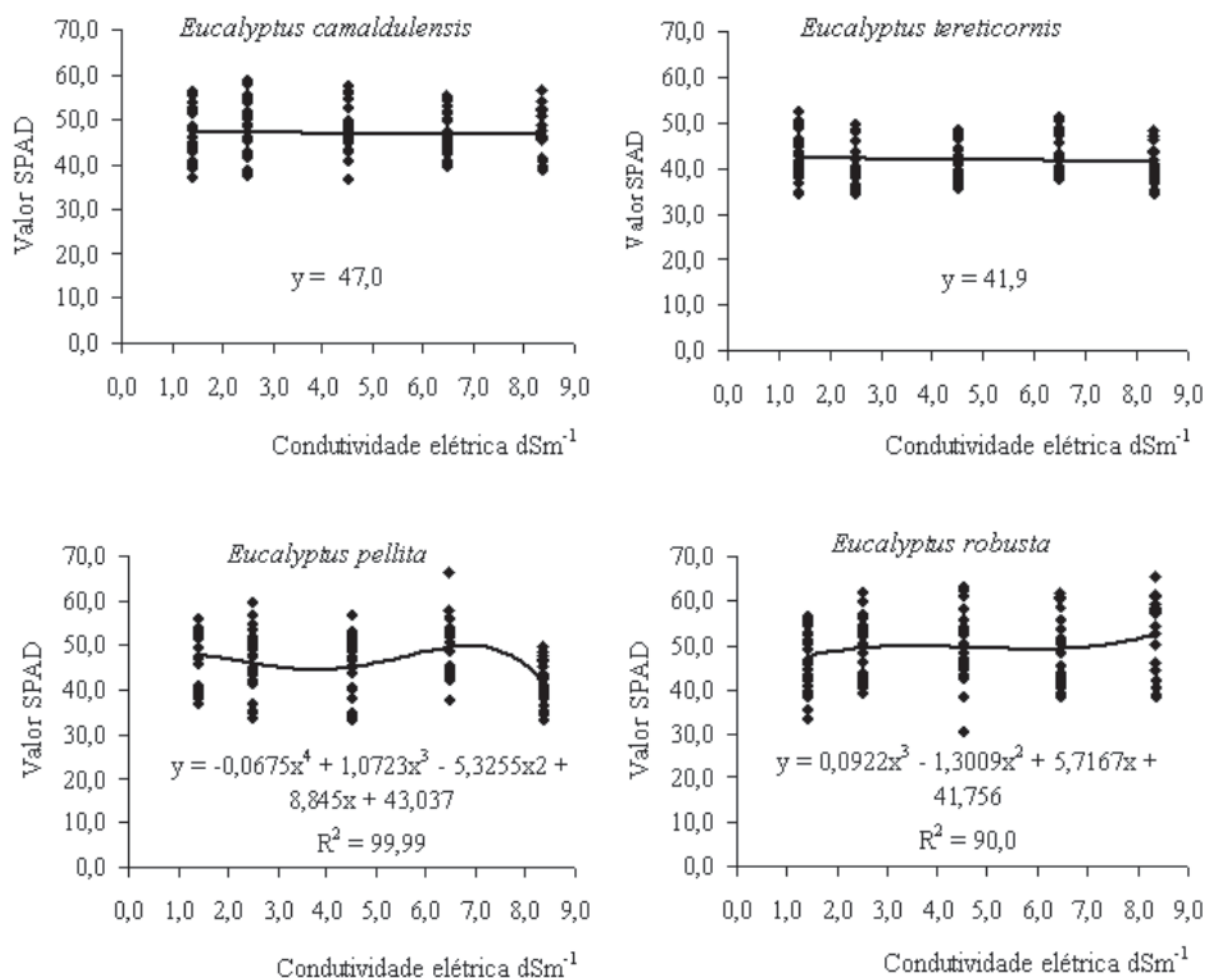 Eucalyptus camaldulensis
Valor SPAD
70,0
60,0
50,0
40,0
30,0
20,0
10,0
0,0
y = 47,0
0,0 1,0 2,0 3,0 4,0 5,0 6,0 7,0 8,0 9,0
Condutividade elétrica dSm⁻¹
Eucalyptus tereticornis
Valor SPAD
70,0
60,0
50,0
40,0
30,0
20,0
10,0
0,0
y = 41,9
0,0 1,0 2,0 3,0 4,0 5,0 6,0 7,0 8,0 9,0
Condutividade elétrica dSm⁻¹
Eucalyptus pellita
Valor SPAD
70,0
60,0
50,0
40,0
30,0
20,0
10,0
0,0
y = -0,0675x⁴ + 1,0723x³ - 5,3255x2 +
8,845x + 43,037
R² = 99,99
0,0 1,0 2,0 3,0 4,0 5,0 6,0 7,0 8,0 9,0
Condutividade elétrica dSm⁻¹
Eucalyptus robusta
Valor SPAD
70,0
60,0
50,0
40,0
30,0
20,0
10,0
0,0
y = 0,0922x³ - 1,3009x² + 5,7167x +
41,756
R² = 90,0
0,0 1,0 2,0 3,0 4,0 5,0 6,0 7,0 8,0 9,0
Condutividade elétrica dSm⁻¹